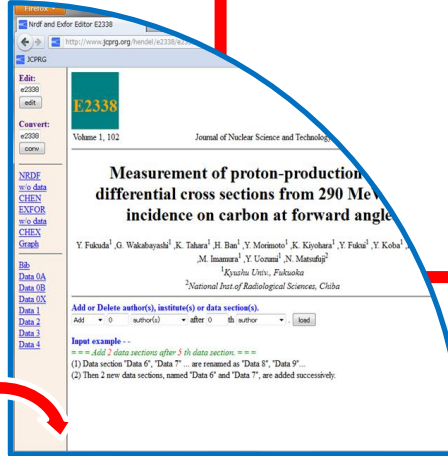 Firefox
Nrdf and Exfor Editor E2338
http://www.jcprg.org/hendel/e2338/
JCPRG
Edit:
e2338
edit
Convert:
e2338
conv
NRDF
w/o data
CHEN
EXFOR
w/o data
CHEX
Graph
Bib
Data 0A
Data 0B
Data 0X
Data 1
Data 2
Data 3
Data 4
E2338
Volume 1, 102 Journal of Nuclear Science and Technology
Measurement of proton-production
differential cross sections from 290 MeV
incidence on carbon at forward angle
Y. Fukuda1 ,G. Wakabayashi1 ,K. Tahara1 ,H. Ban1 ,Y. Morimoto1 ,K. Kiyohara1 ,Y. Fukui1 ,Y. Koba1
,M. Imamura1 ,Y. Uozumi1 ,N. Matsufuji2
1Kyushu Univ., Fukuoka
2National Inst.of Radiological Sciences, Chiba
Add or Delete author(s), institute(s) or data section(s).
Add 0 author(s) after 0 th author . load
Input example - -
= = = Add 2 data sections after 5 th data section. = = =
(1) Data section "Data 6", "Data 7" ... are renamed as "Data 8", "Data 9"...
(2) Then 2 new data sections, named "Data 6" and "Data 7", are added successively.